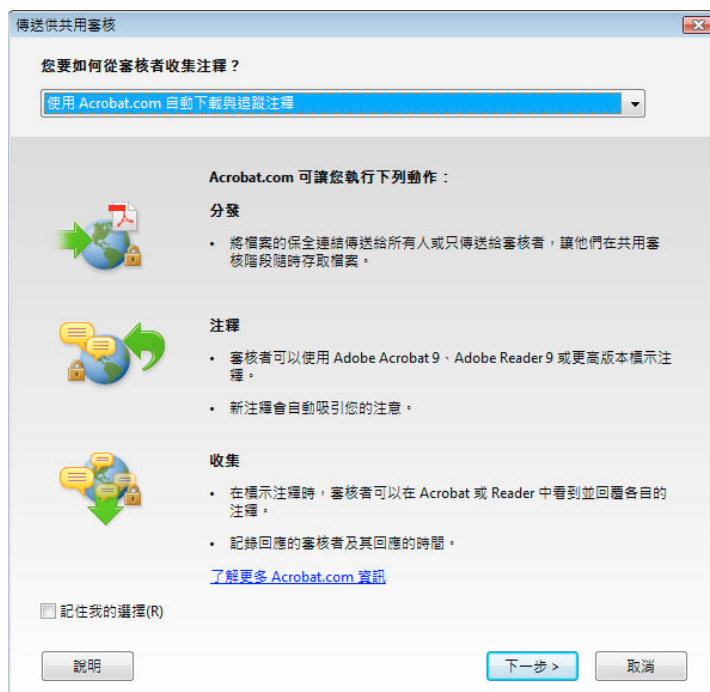 傳送供共用審核
您要如何從審核者收集注釋？
使用 Acrobat.com 自動下載與追蹤注釋
Acrobat.com 可讓您執行下列動作：
分發
• 將檔案的保全連結傳送給所有人或只傳送給審核者，讓他們在共用審
核階段隨時存取檔案。
注釋
• 審核者可以使用 Adobe Acrobat 9、Adobe Reader 9 或更高版本標示注
釋。
• 新注釋會自動吸引您的注意。
收集
• 在標示注釋時，審核者可以在 Acrobat 或 Reader 中看到並回覆各自的
注釋。
• 記錄回應的審核者及其回應的時間。
了解更多 Acrobat.com 資訊
記住我的選擇(R)
說明
下一步 >
取消